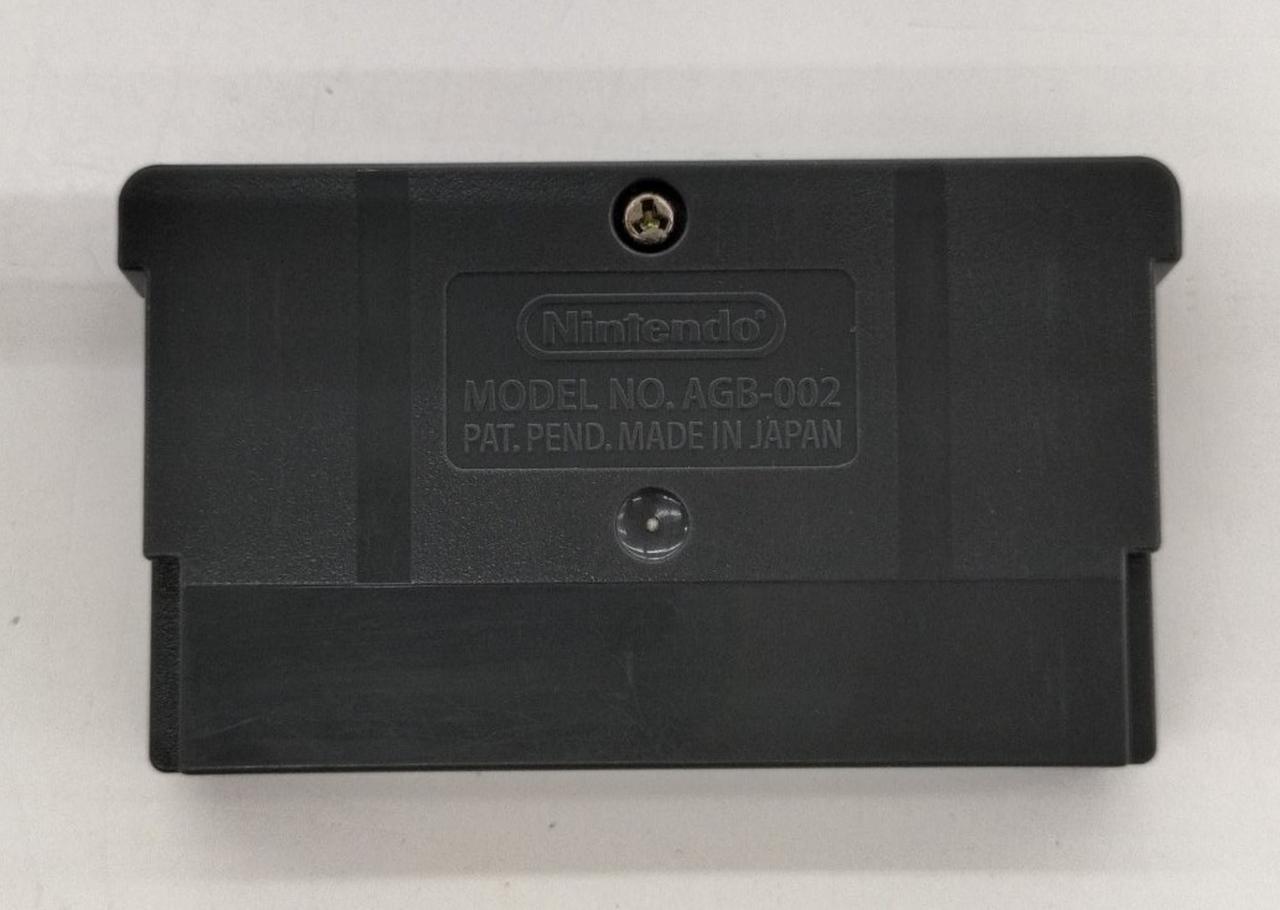 Nintendo®
MODEL NO. AGB-002
PAT. PEND. MADE IN JAPAN